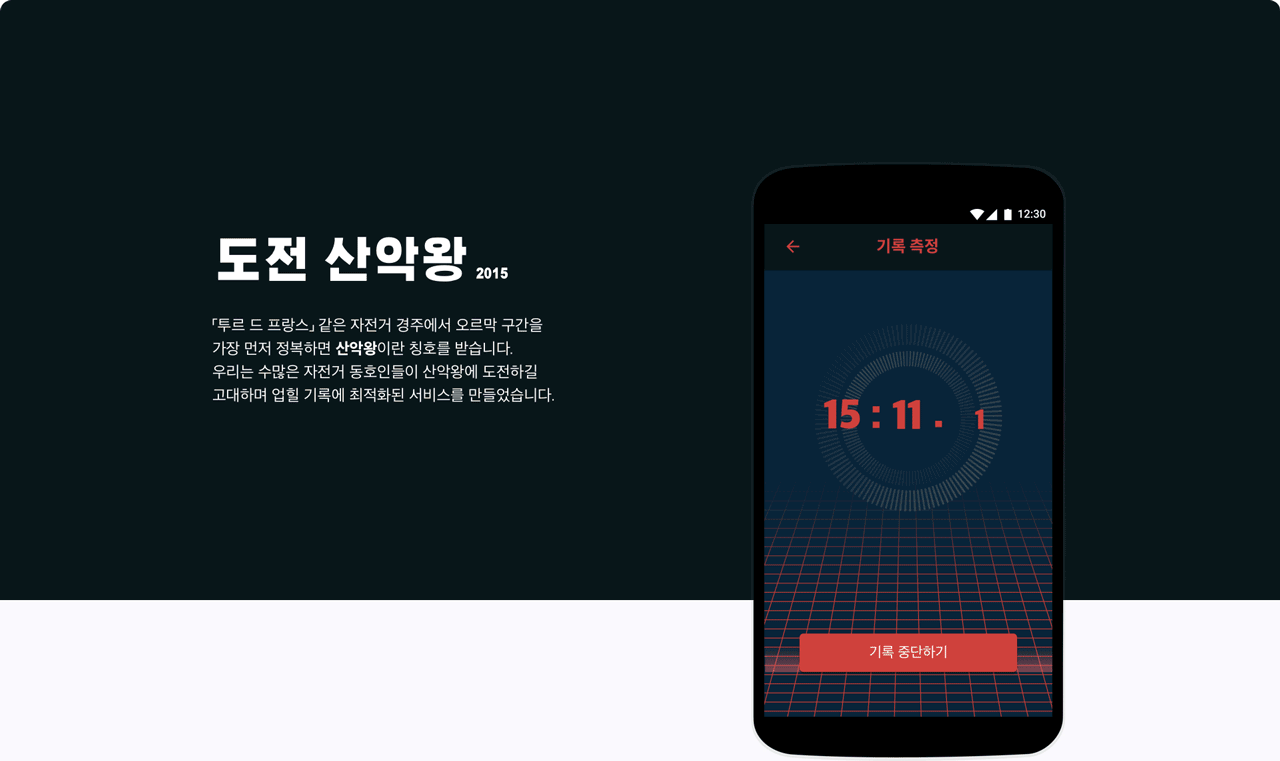 도전 산악왕 2015
「투르 드 프랑스」 같은 자전거 경주에서 오르막 구간을
가장 먼저 정복하면 산악왕이란 칭호를 받습니다.
우리는 수많은 자전거 동호인들이 산악왕에 도전하길
고대하며 업힐 기록에 최적화된 서비스를 만들었습니다.
12:30
기록 측정
15 : 11 . 1
기록 중단하기